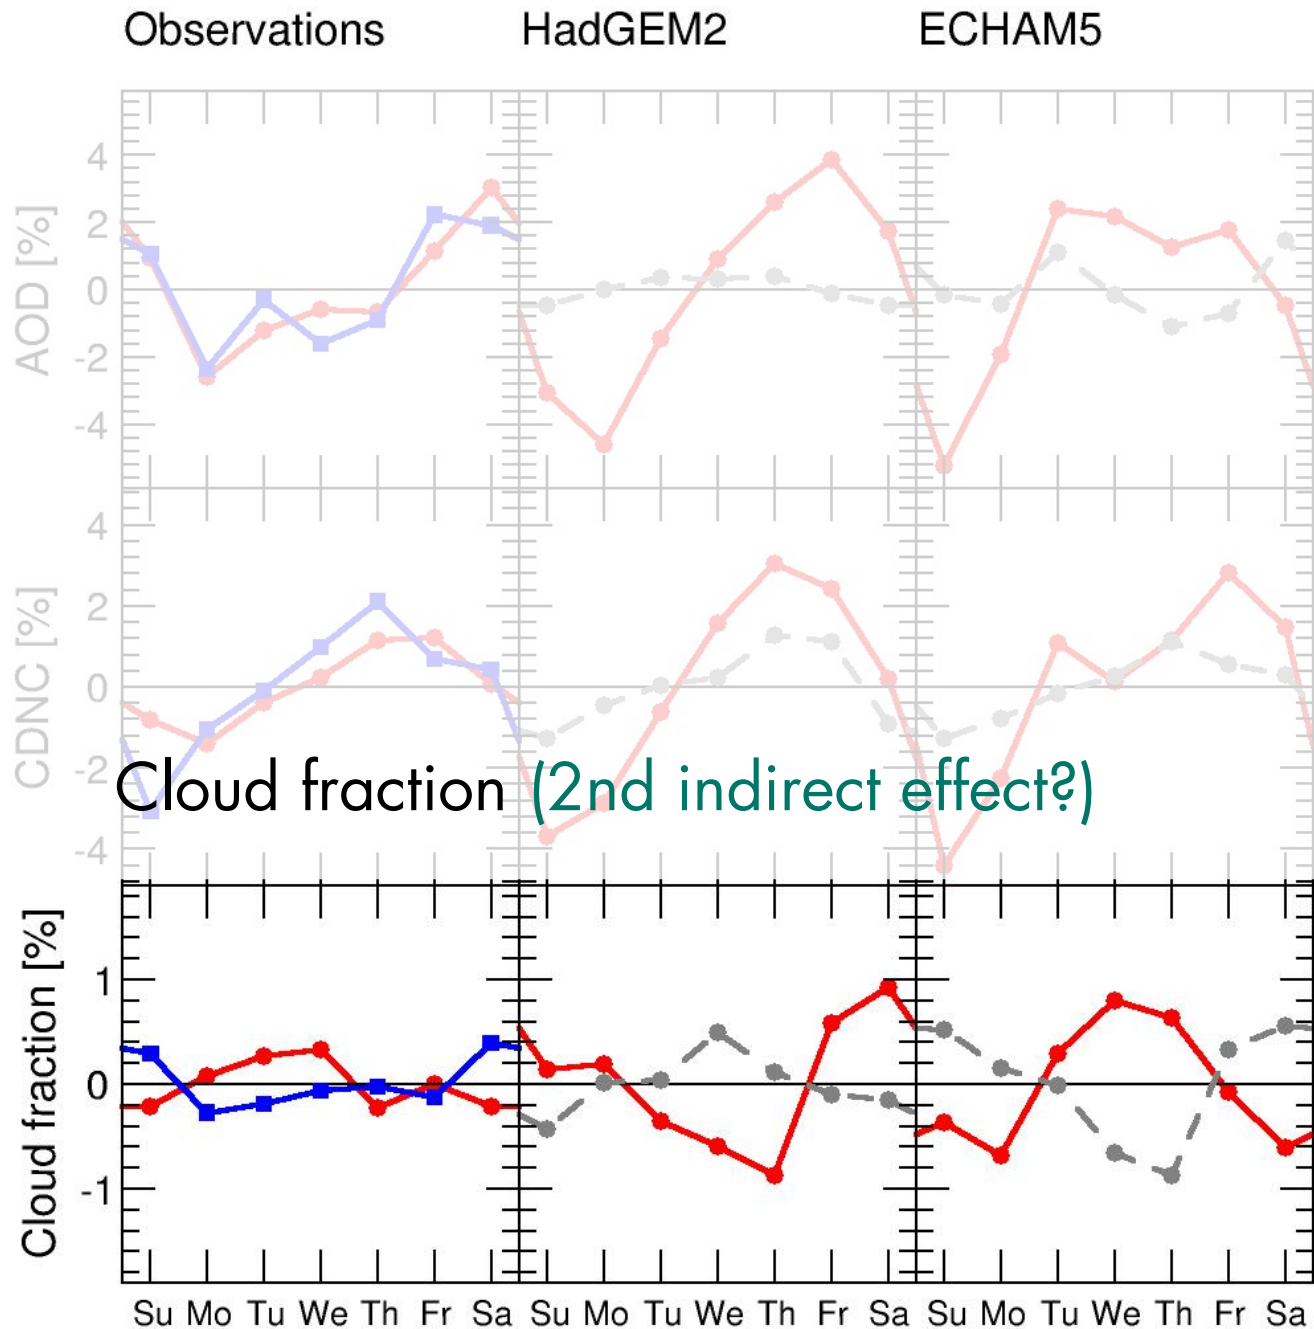 Observations HadGEM2 ECHAM5
AOD [%]
4
2
0
-2
-4
CDNC [%]
4
2
0
-2
-4
Cloud fraction (2nd indirect effect?)
Cloud fraction [%]
1
0
-1
Su Mo Tu We Th Fr Sa Su Mo Tu We Th Fr Sa Su Mo Tu We Th Fr Sa